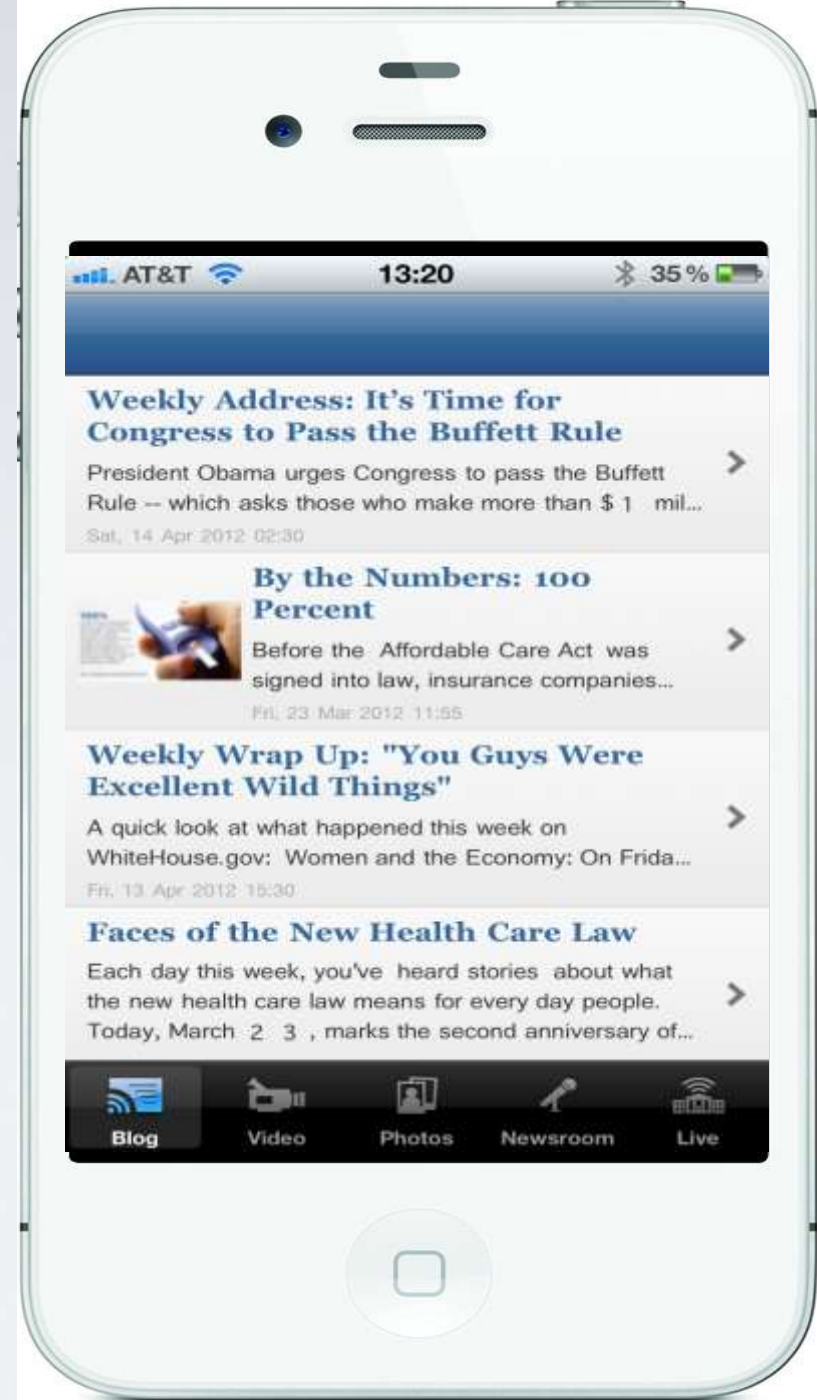 AT&T 13:20 35%
Weekly Address: It's Time for
Congress to Pass the Buffett Rule
President Obama urges Congress to pass the Buffett
Rule -- which asks those who make more than $ 1 mil...
Sat, 14 Apr 2012 02:30
By the Numbers: 100
Percent
Before the Affordable Care Act was
signed into law, insurance companies...
Fri, 23 Mar 2012 11:55
Weekly Wrap Up: "You Guys Were
Excellent Wild Things"
A quick look at what happened this week on
WhiteHouse.gov: Women and the Economy: On Frida...
Fri, 13 Apr 2012 15:30
Faces of the New Health Care Law
Each day this week, you've heard stories about what
the new health care law means for every day people.
Today, March 2 3 , marks the second anniversary of...
Blog Video Photos Newsroom Live